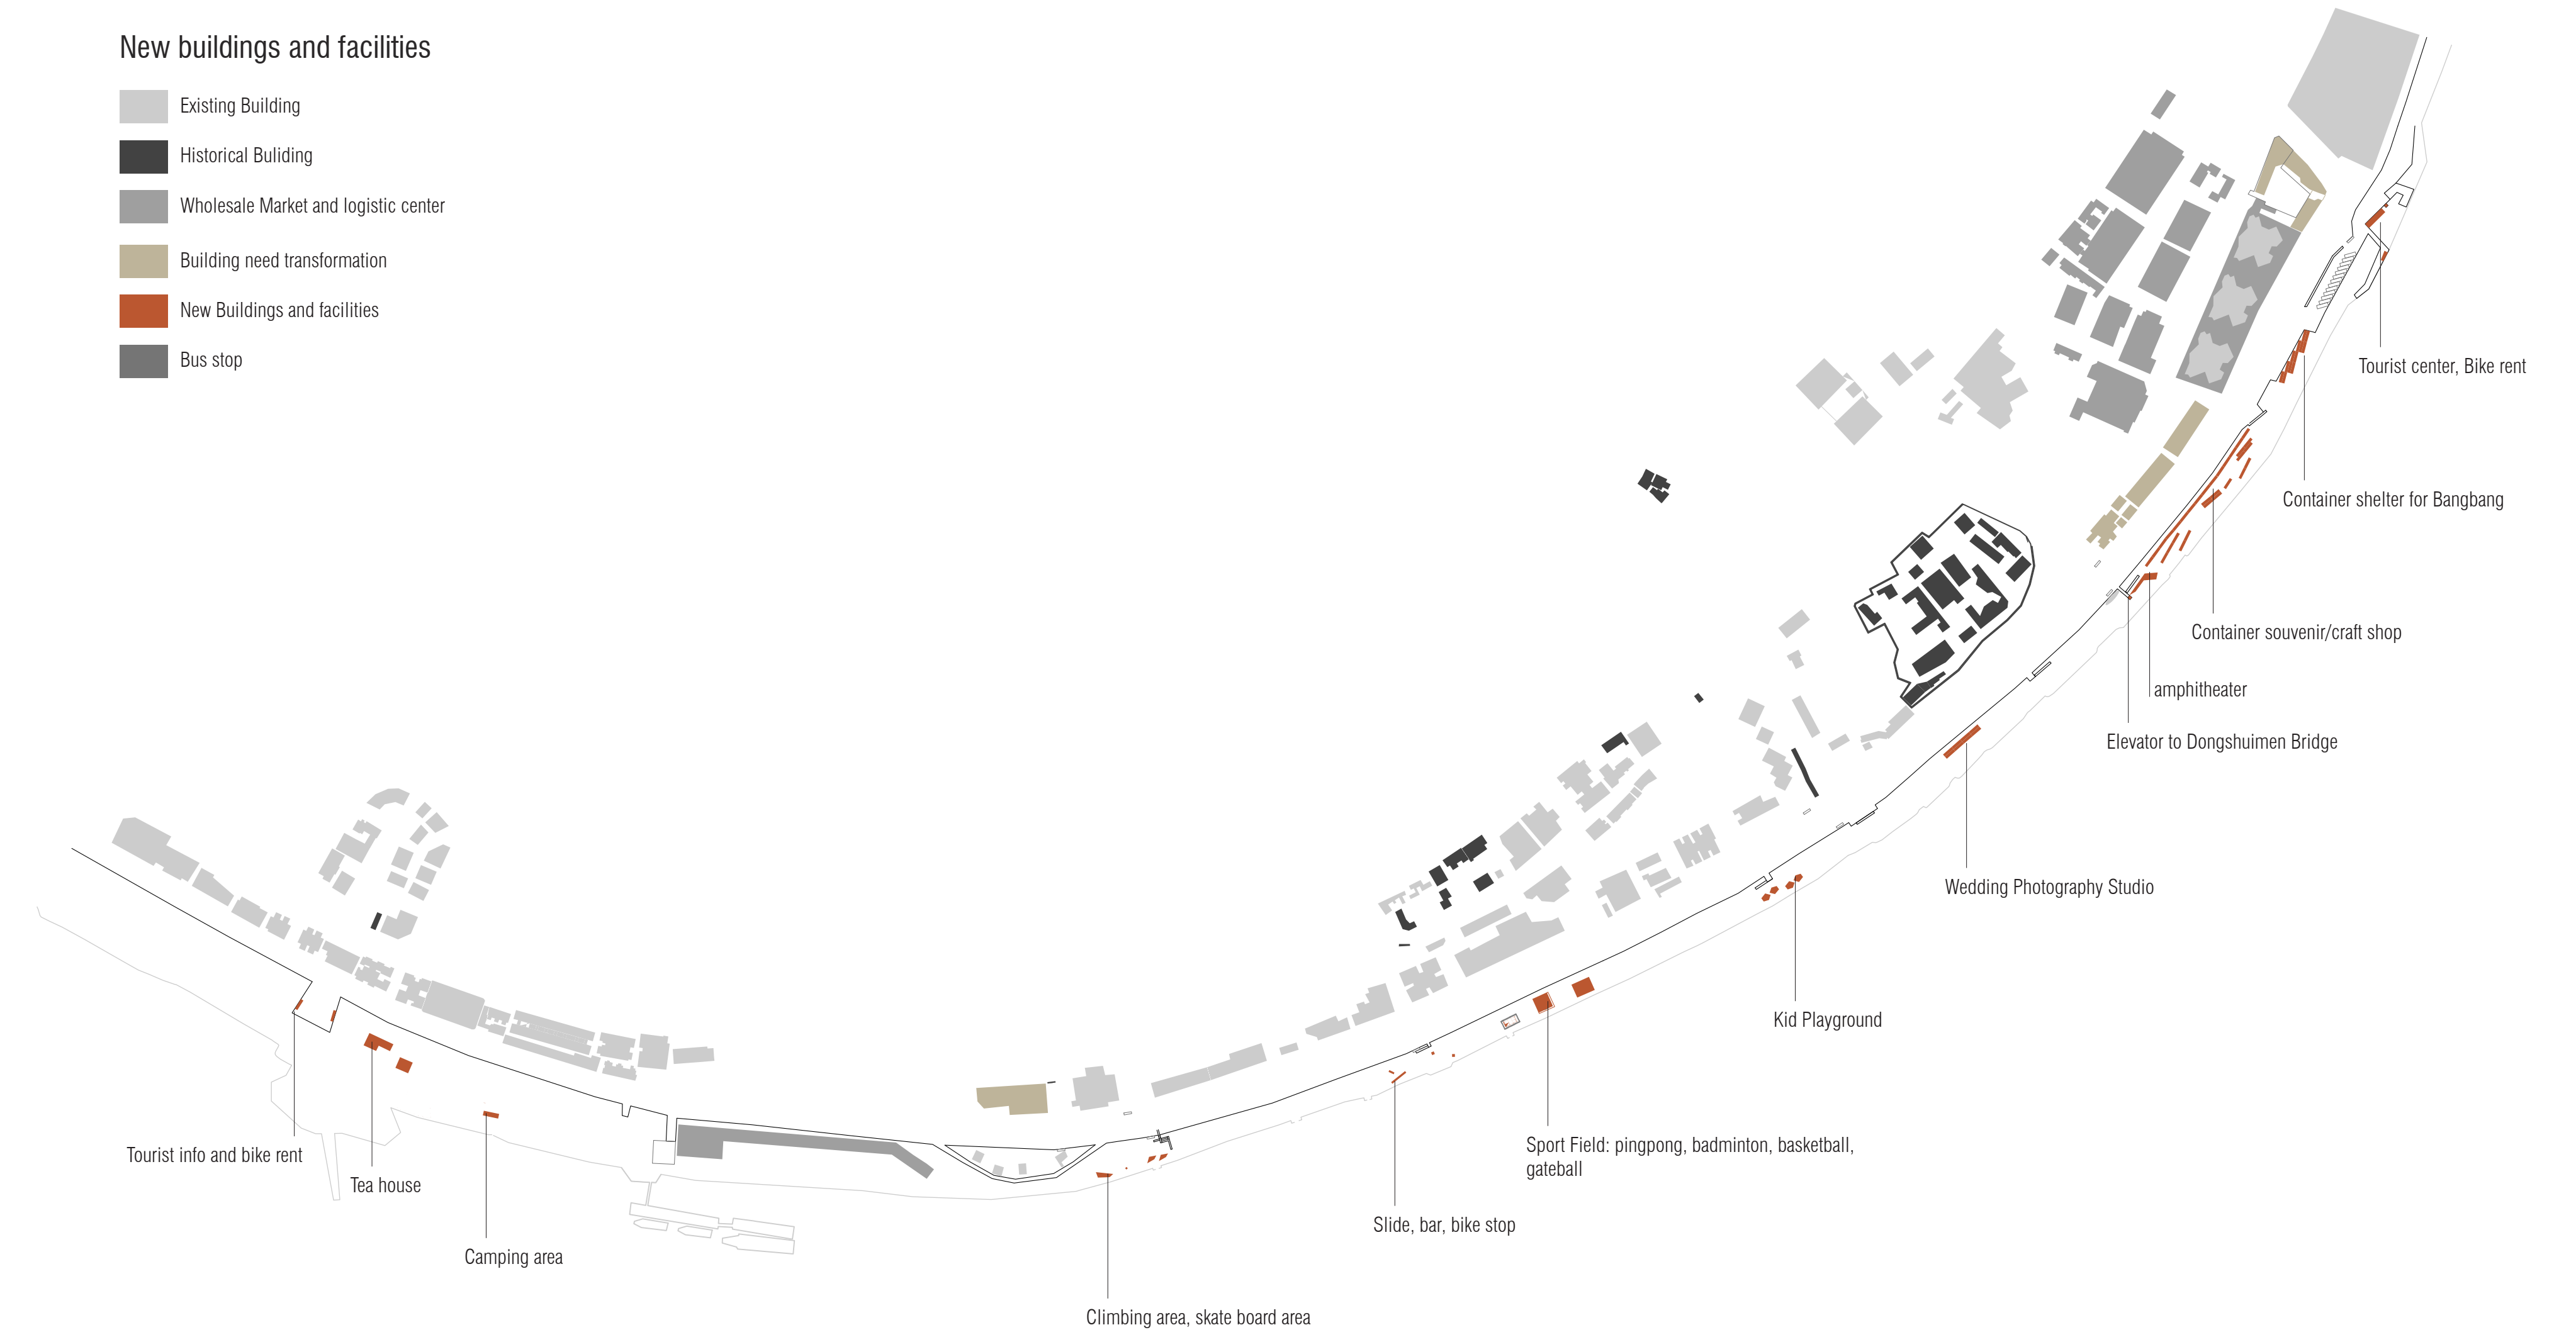 New buildings and facilities
Existing Building
Historical Buliding
Wholesale Market and logistic center
Building need transformation
New Buildings and facilities
Bus stop
Tourist center, Bike rent
Container shelter for Bangbang
Container souvenir/craft shop
amphitheater
Elevator to Dongshuimen Bridge
Wedding Photography Studio
Kid Playground
Sport Field: pingpong, badminton, basketball,
gateball
Slide, bar, bike stop
Climbing area, skate board area
Camping area
Tea house
Tourist info and bike rent